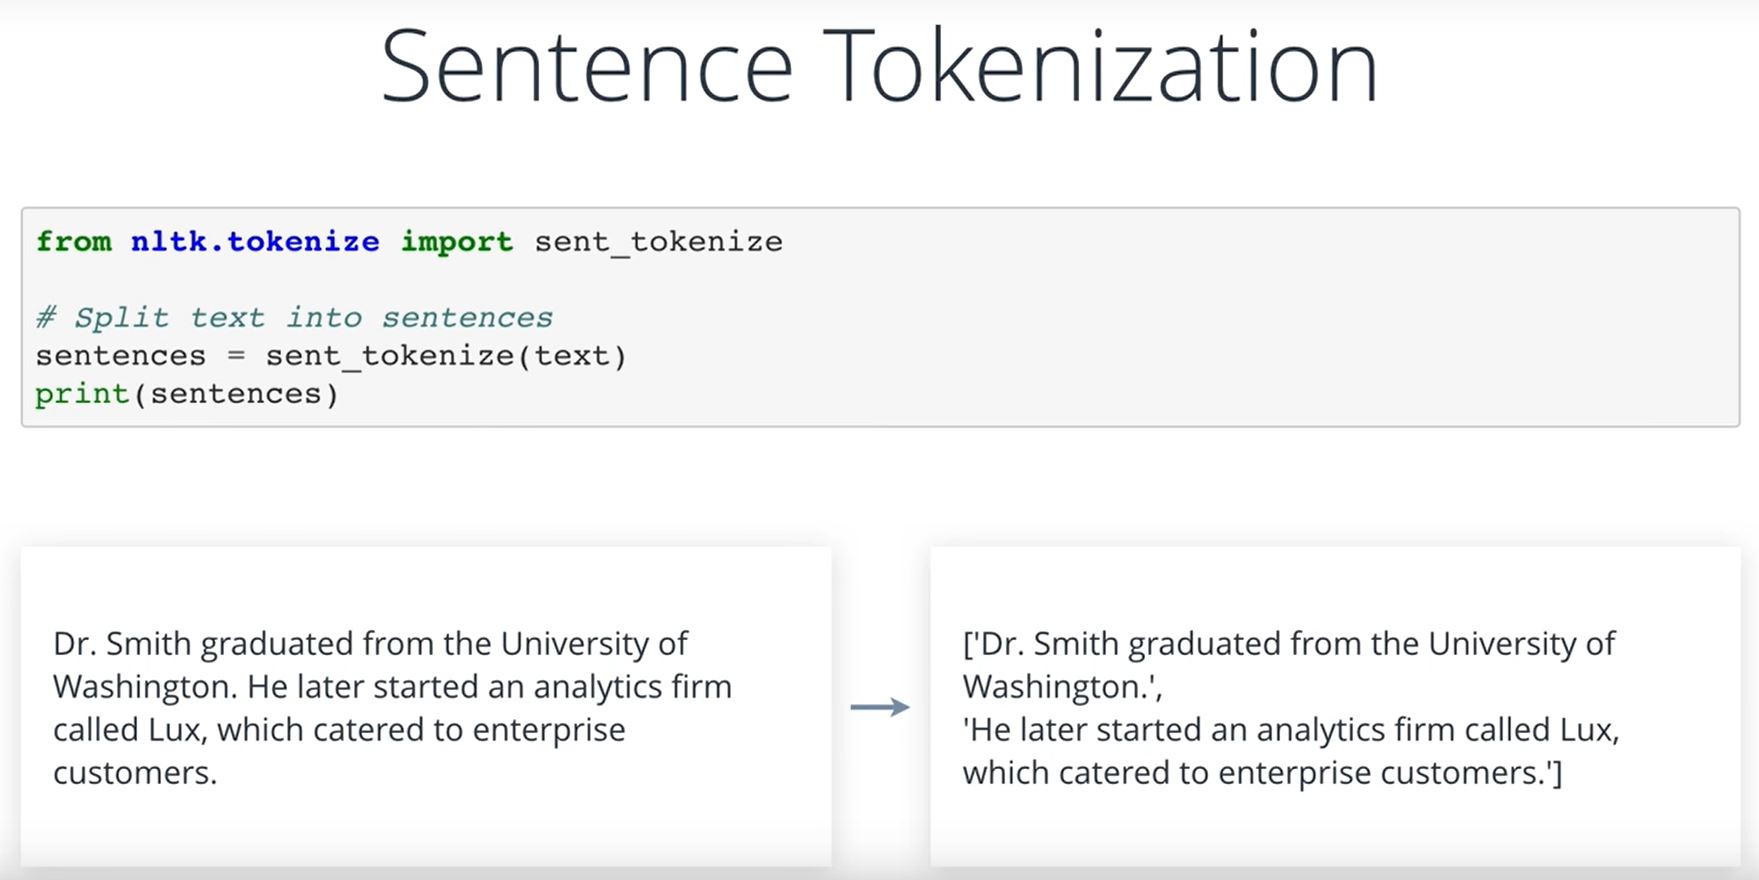 Sentence Tokenization
from nltk.tokenize import sent_tokenize
# Split text into sentences
sentences = sent_tokenize(text)
print(sentences)
Dr. Smith graduated from the University of
Washington. He later started an analytics firm
called Lux, which catered to enterprise
customers.
['Dr. Smith graduated from the University of
Washington.',
'He later started an analytics firm called Lux,
which catered to enterprise customers.']